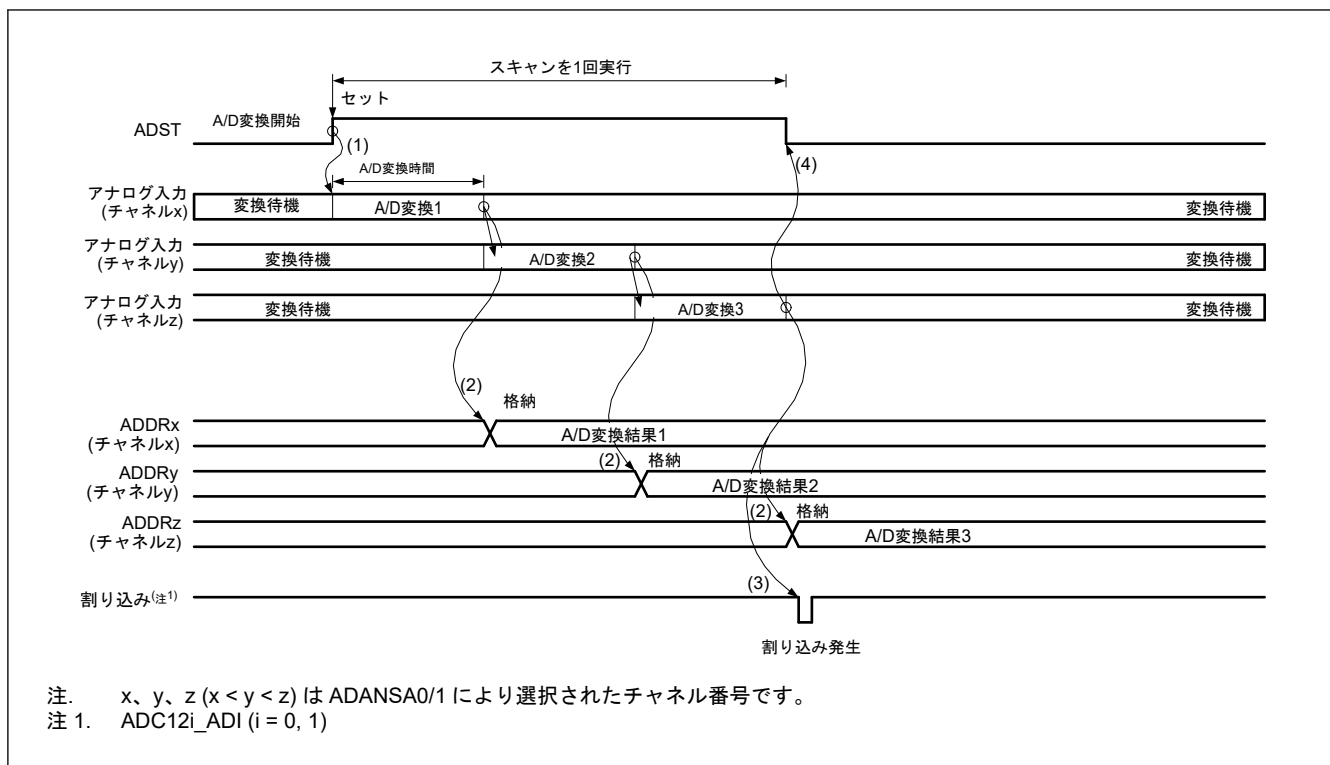 スキャンを1回実行
セット
ADST
A/D変換開始
(1)
(4)
A/D変換時間
アナログ入力
(チャネルx)
変換待機
A/D変換1
変換待機
アナログ入力
(チャネルy)
変換待機
A/D変換2
変換待機
アナログ入力
(チャネルz)
変換待機
A/D変換3
変換待機
(2)
格納
ADDRx
(チャネルx)
A/D変換結果1
(2)
格納
ADDRy
(チャネルy)
A/D変換結果2
(2)
格納
ADDRz
(チャネルz)
A/D変換結果3
(3)
割り込み(注1)
割り込み発生
注. x、y、z (x < y < z) は ADANSA0/1 により選択されたチャネル番号です。
注 1. ADC12i_ADI (i = 0, 1)